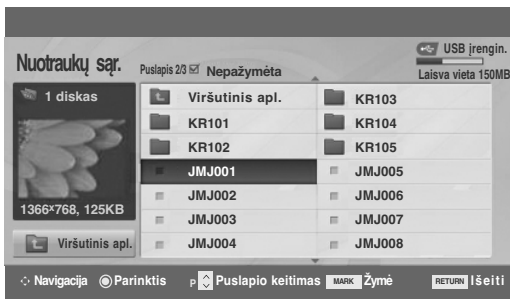 Nuotraukų sąr.
Puslapis 2/3 Nepažymėta
USB įrengin.
Laisva vieta 150MB
1 diskas
1366x768, 125KB
Viršutinis apl.
Viršutinis apl.
KR101
KR102
JMJ001
JMJ002
JMJ003
JMJ004
KR103
KR104
KR105
JMJ005
JMJ006
JMJ007
JMJ008
Navigacija Parinktis P Puslapio keitimas MARK Žymė RETURN Išeiti